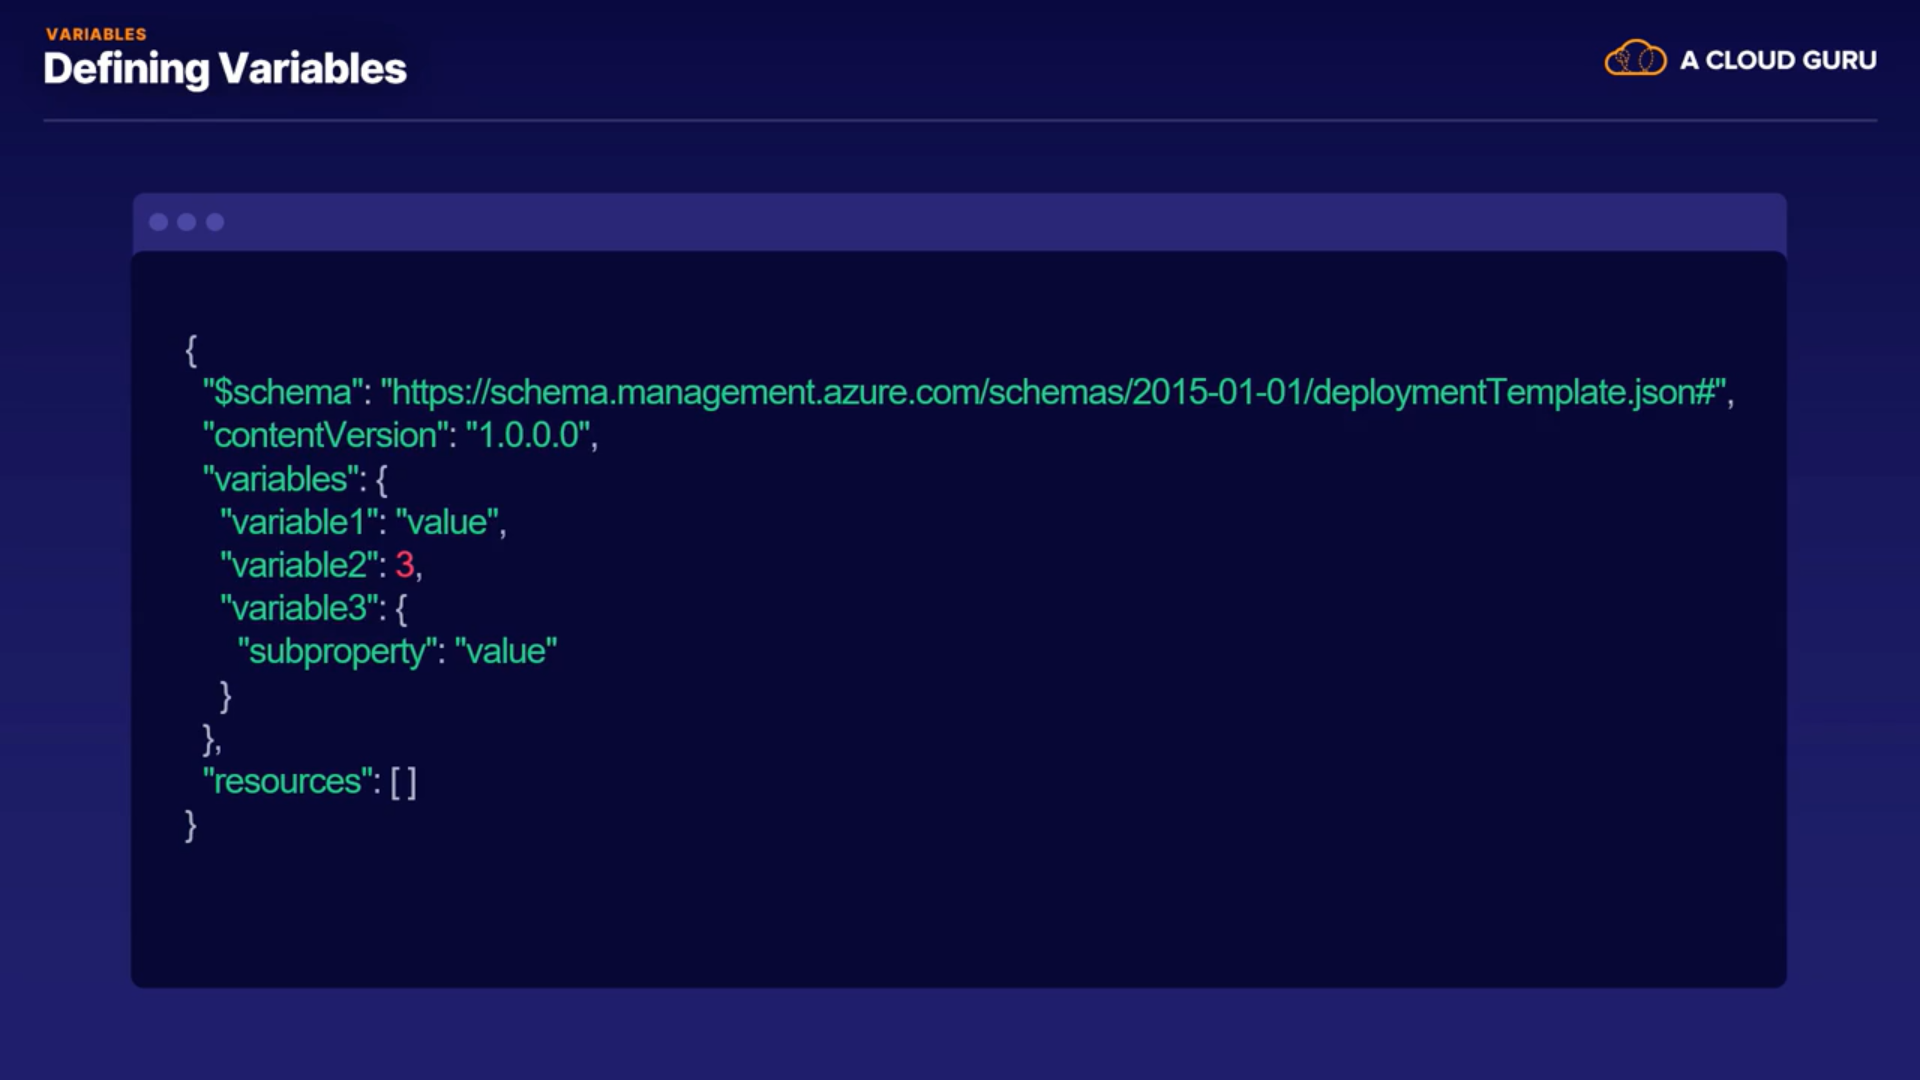 VARIABLES
Defining Variables
A CLOUD GURU
{
"$schema": "https://schema.management.azure.com/schemas/2015-01-01/deploymentTemplate.json#",
"contentVersion": "1.0.0.0",
"variables": {
"variable1": "value",
"variable2": 3,
"variable3": {
"subproperty": "value"
}
},
"resources": [ ]
}